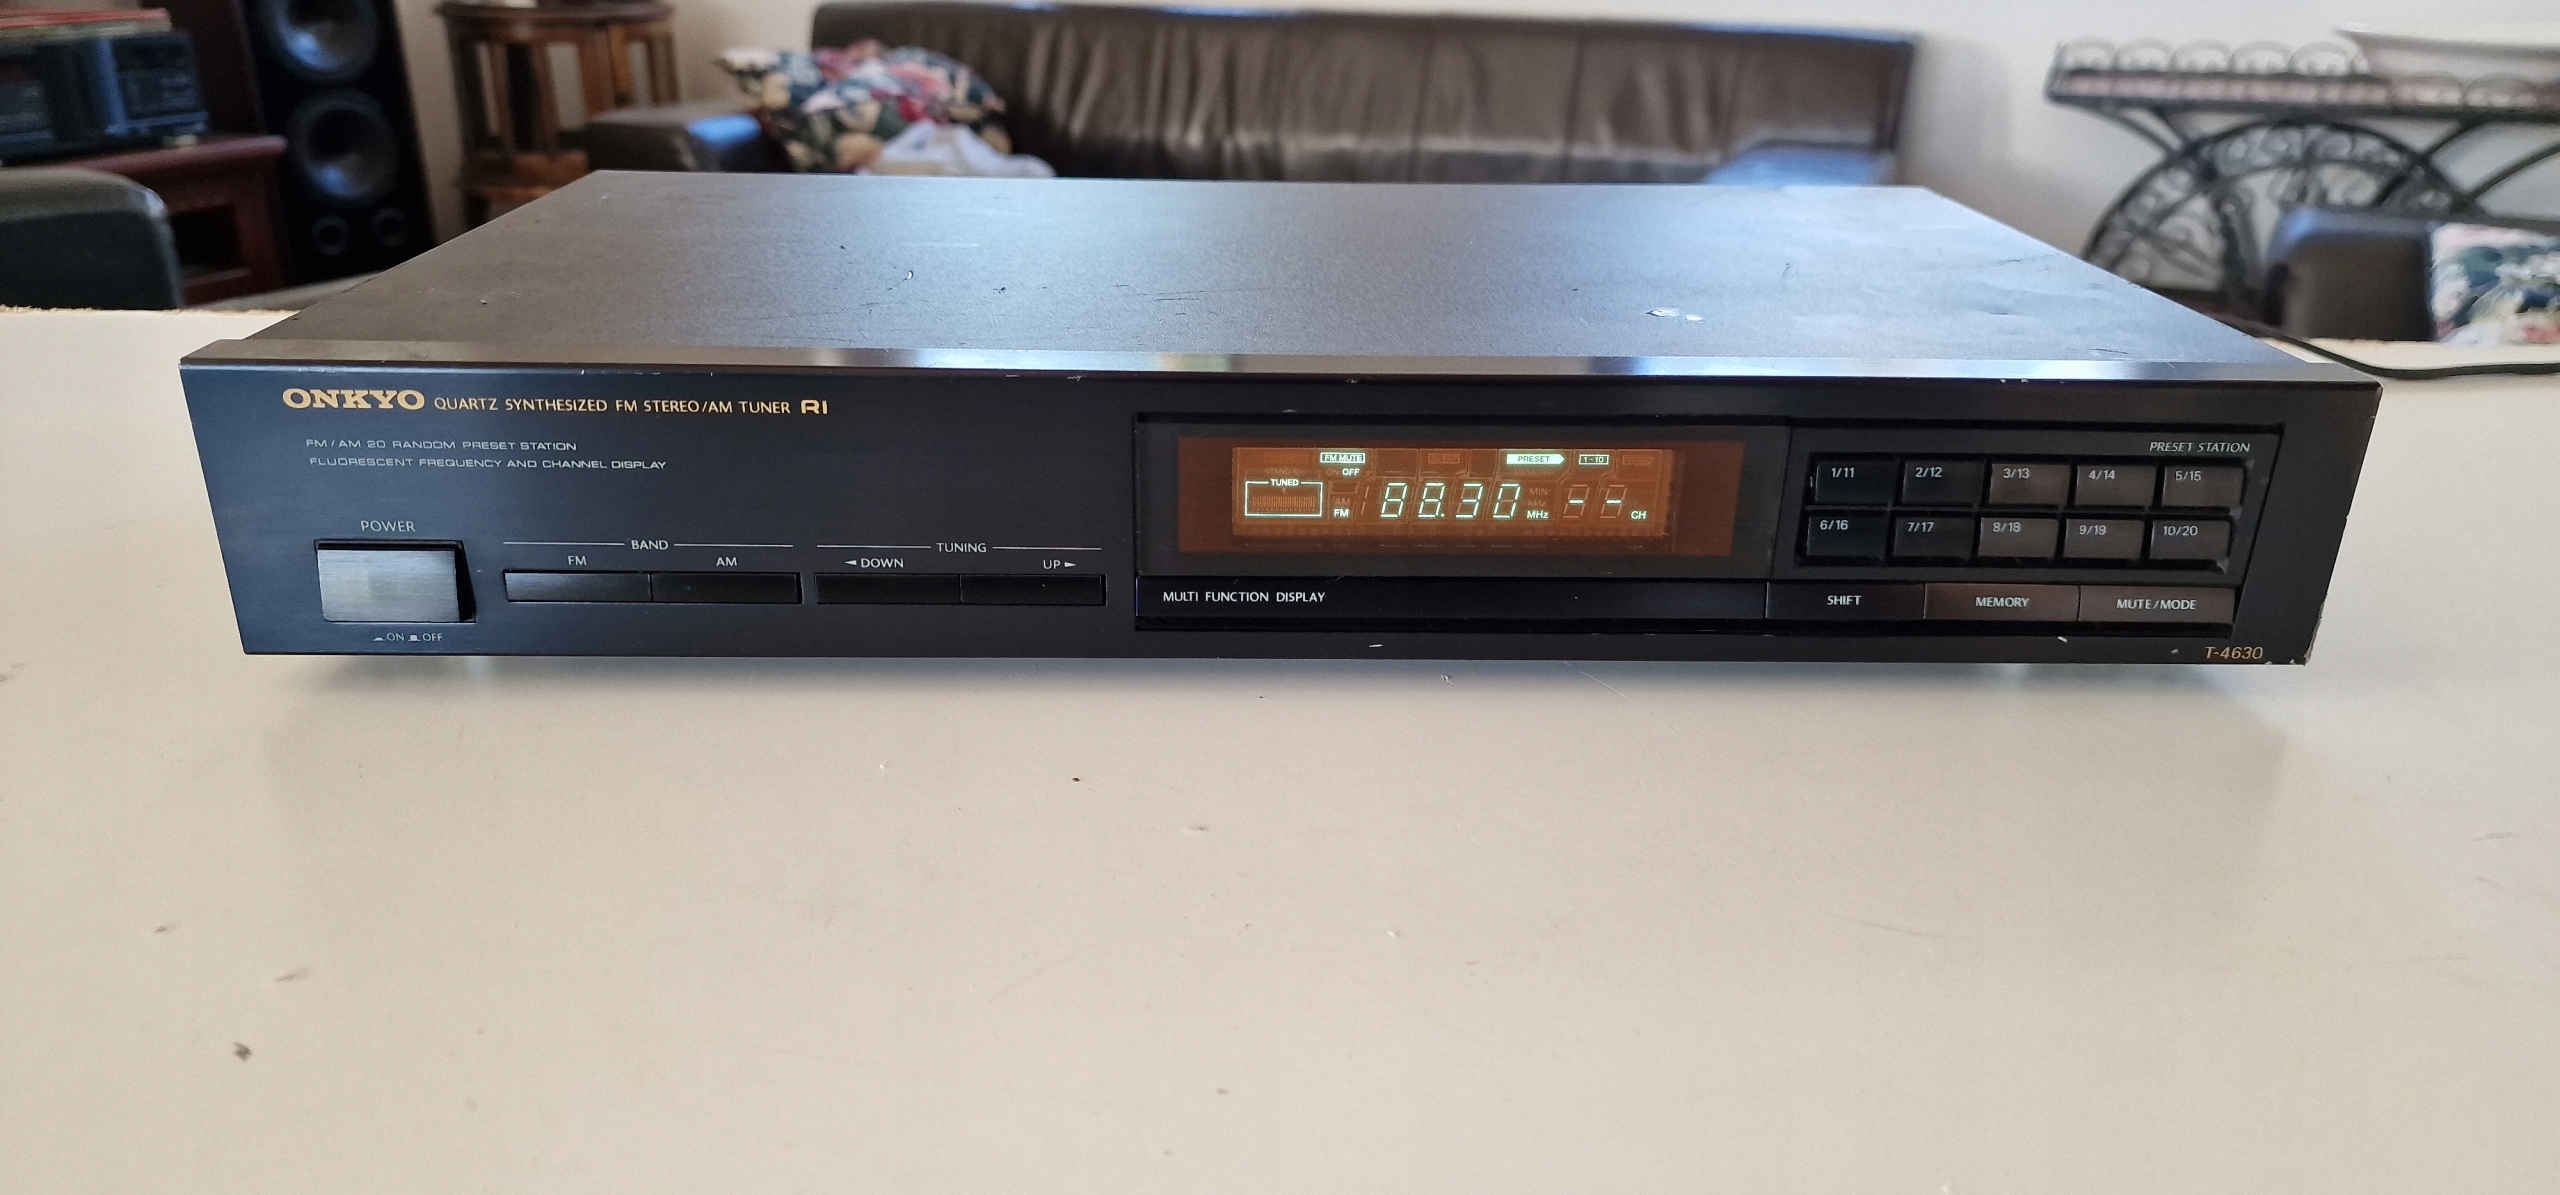 ONKYO QUARTZ SYNTHESIZED FM STEREO/AM TUNER RI
FM/AM 20 RANDOM PRESET STATION
FLUORESCENT FREQUENCY AND CHANNEL DISPLAY
POWER
ON OFF
BAND
FM AM
TUNING
◄ DOWN UP ►
FM MUTE PRESET 1-10
ON OFF
TUNED
AM MIN
kHz
FM 88.30 MHz -- CH
MULTI FUNCTION DISPLAY
PRESET STATION
1/11 2/12 3/13 4/14 5/15
6/16 7/17 8/18 9/19 10/20
SHIFT MEMORY MUTE/MODE
T-4630